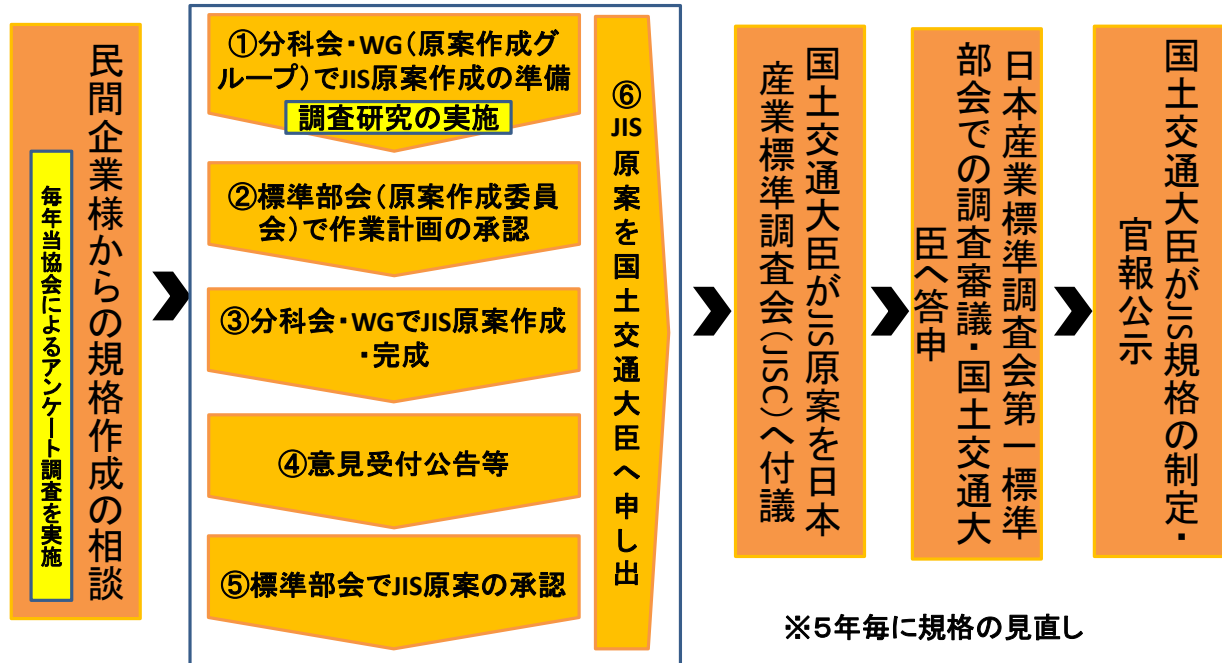 民間企業様からの規格作成の相談
毎年当協会によるアンケート調査を実施
①分科会・WG(原案作成グ
ループ)でJIS原案作成の準備
調査研究の実施
②標準部会(原案作成委員
会)で作業計画の承認
③分科会・WGでJIS原案作成
・完成
④意見受付公告等
⑤標準部会でJIS原案の承認
⑥JIS原案を国土交通大臣へ申し出
国土交通大臣がJIS原案を日本
産業標準調査会(JISC)へ付議
日本産業標準調査会第一標準
部会での調査審議・国土交通大
臣へ答申
国土交通大臣がJIS規格の制定・
官報公示
※5年毎に規格の見直し